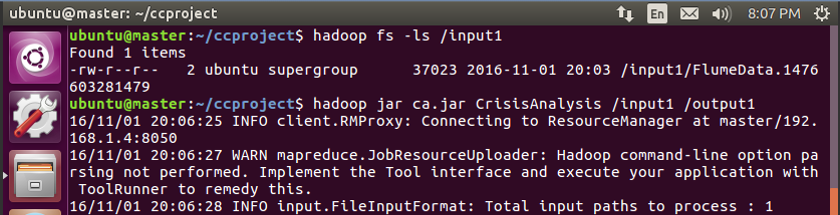 ubuntu@master: ~/ccproject
En
8:07 PM
ubuntu@master:~/ccproject$ hadoop fs -ls /input1
Found 1 items
-rw-r--r--   2 ubuntu supergroup      37023 2016-11-01 20:03 /input1/FlumeData.1476
603281479
ubuntu@master:~/ccproject$ hadoop jar ca.jar CrisisAnalysis /input1 /output1
16/11/01 20:06:25 INFO client.RMProxy: Connecting to ResourceManager at master/192.
168.1.4:8050
16/11/01 20:06:27 WARN mapreduce.JobResourceUploader: Hadoop command-line option pa
rsing not performed. Implement the Tool interface and execute your application with
 ToolRunner to remedy this.
16/11/01 20:06:28 INFO input.FileInputFormat: Total input paths to process : 1